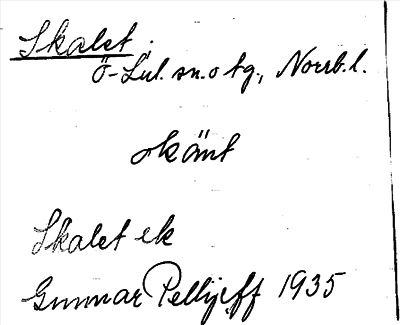 Skalet.
Ö-Lul. sn. o tg., Norrb. l.
okänt
Skalet ek
Gunnar Pellijeff 1935